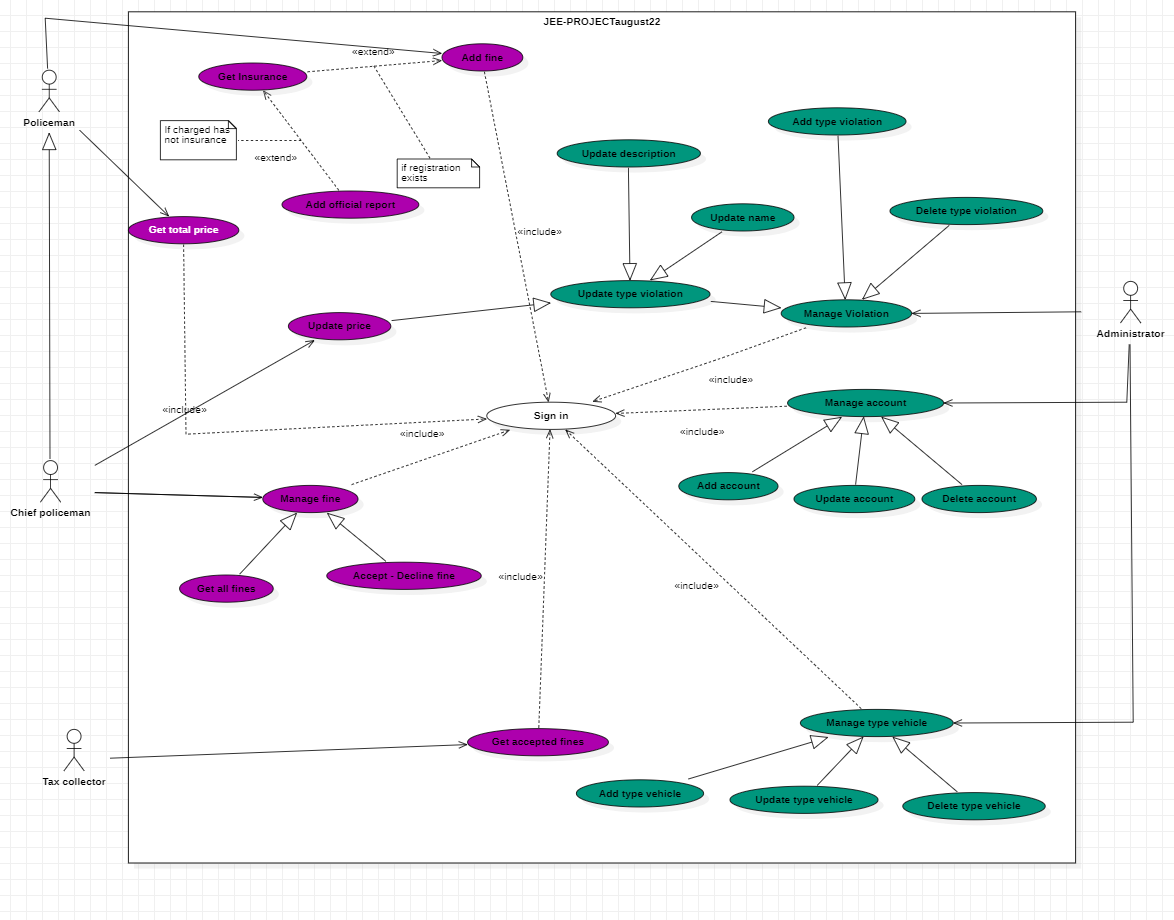 JEE-PROJECTaugust22
«extend»
Add fine
Get Insurance
Policeman
If charged has
not insurance
«extend»
if registration
exists
Add type violation
Update description
Add official report
Update name
Delete type violation
Get total price
«include»
Update type violation
Manage Violation
Update price
Administrator
«include»
Manage account
«include»
Sign in
«include»
«include»
Add account
Update account
Delete account
Manage fine
Chief policeman
Accept - Decline fine
«include»
Get all fines
«include»
Manage type vehicle
Get accepted fines
Tax collector
Add type vehicle
Update type vehicle
Delete type vehicle